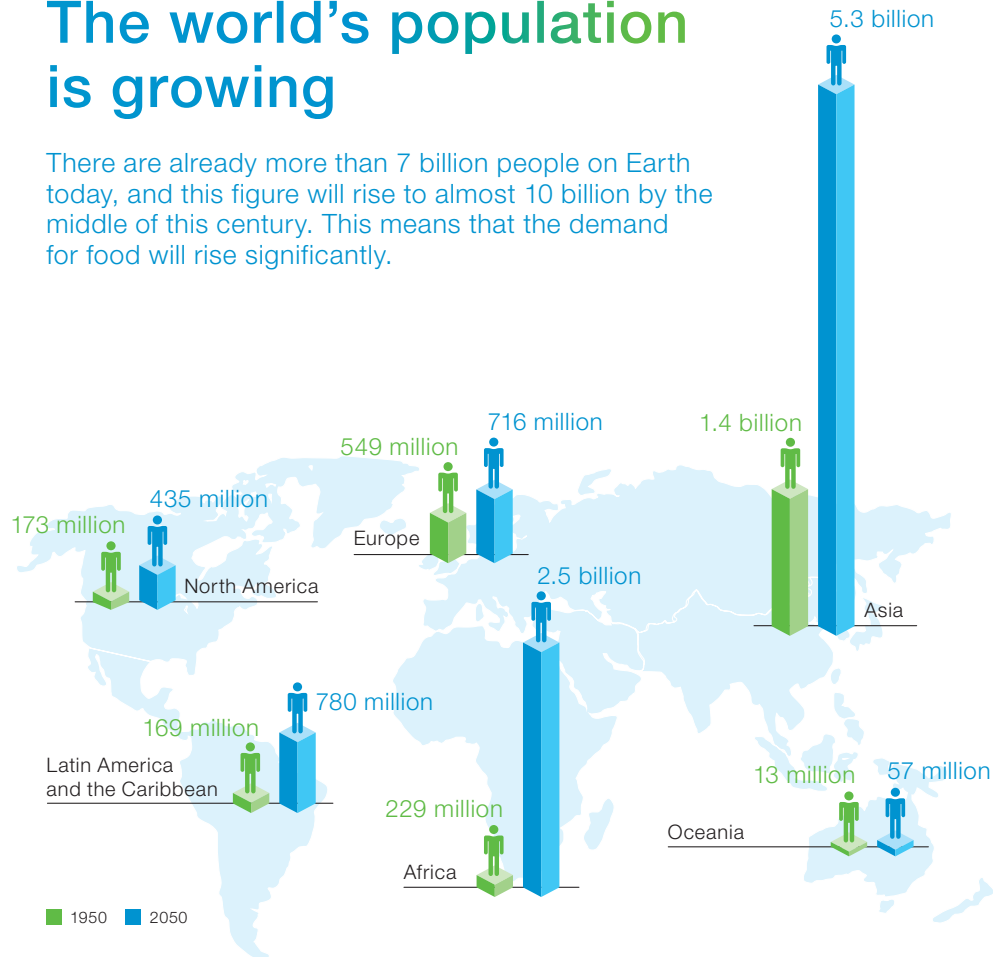 The world's population
is growing
There are already more than 7 billion people on Earth
today, and this figure will rise to almost 10 billion by the
middle of this century. This means that the demand
for food will rise significantly.
5.3 billion
1.4 billion
Asia
549 million
716 million
Europe
173 million
435 million
North America
2.5 billion
229 million
Africa
169 million
780 million
Latin America
and the Caribbean
13 million
57 million
Oceania
1950
2050